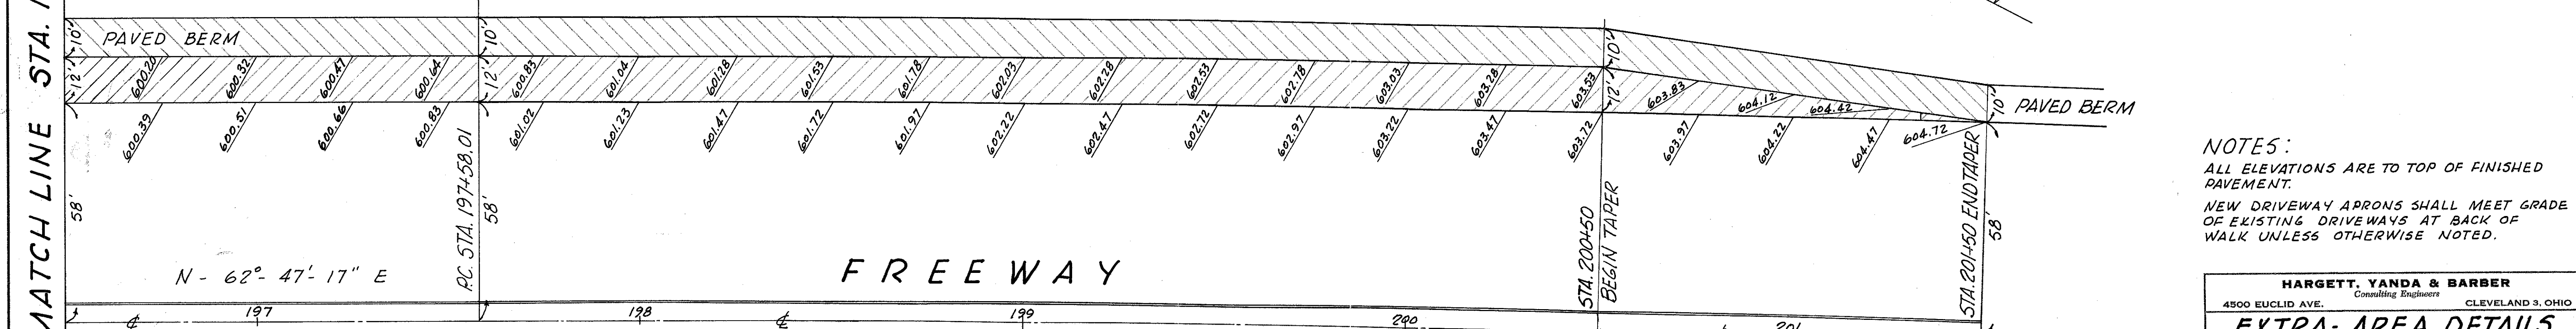 MATCH LINE STA.
10'
PAVED BERM
10'
10'
12'
600.20
600.32
600.47
600.64
12'
600.83
601.04
601.28
601.53
601.78
602.03
602.28
602.53
602.78
603.03
603.28
603.53
12'
603.83
604.12
604.42
10'
PAVED BERM
600.39
600.51
600.66
600.83
601.02
601.23
601.47
601.72
601.97
602.22
602.47
602.72
602.97
603.22
603.47
603.72
603.97
604.22
604.47
604.72
58'
P.C. STA. 197+58.01
58'
STA. 200+50
BEGIN TAPER
STA. 201+50 END TAPER
58'
N - 62° - 47' - 17" E
FREEWAY
197
198
℄
199
200
201
℄
NOTES:
ALL ELEVATIONS ARE TO TOP OF FINISHED
PAVEMENT.
NEW DRIVEWAY APRONS SHALL MEET GRADE
OF EXISTING DRIVEWAYS AT BACK OF
WALK UNLESS OTHERWISE NOTED.
HARGETT, YANDA & BARBER
Consulting Engineers
4500 EUCLID AVE. CLEVELAND 3, OHIO
EXTRA - AREA DETAILS